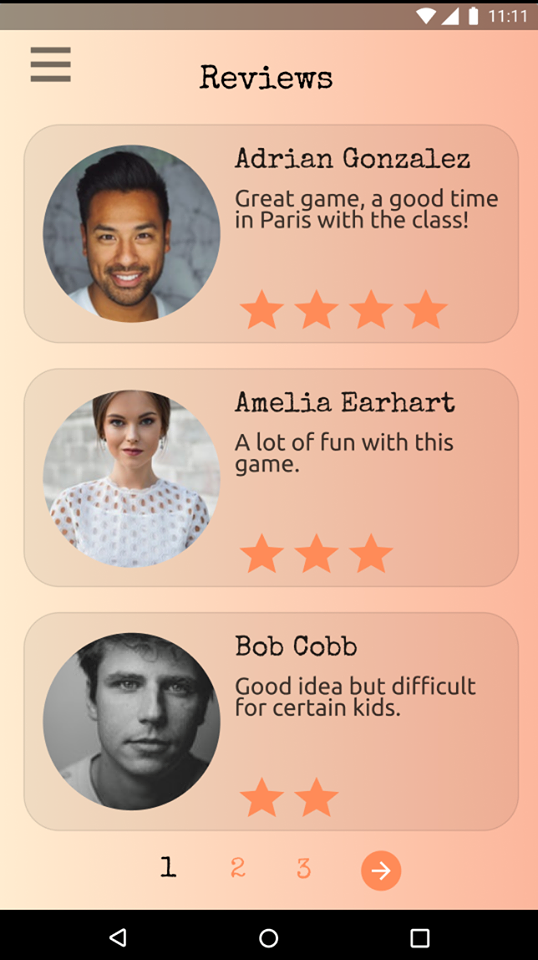 11:11
Reviews
Adrian Gonzalez
Great game, a good time
in Paris with the class!
Amelia Earhart
A lot of fun with this
game.
Bob Cobb
Good idea but difficult
for certain kids.
1 2 3